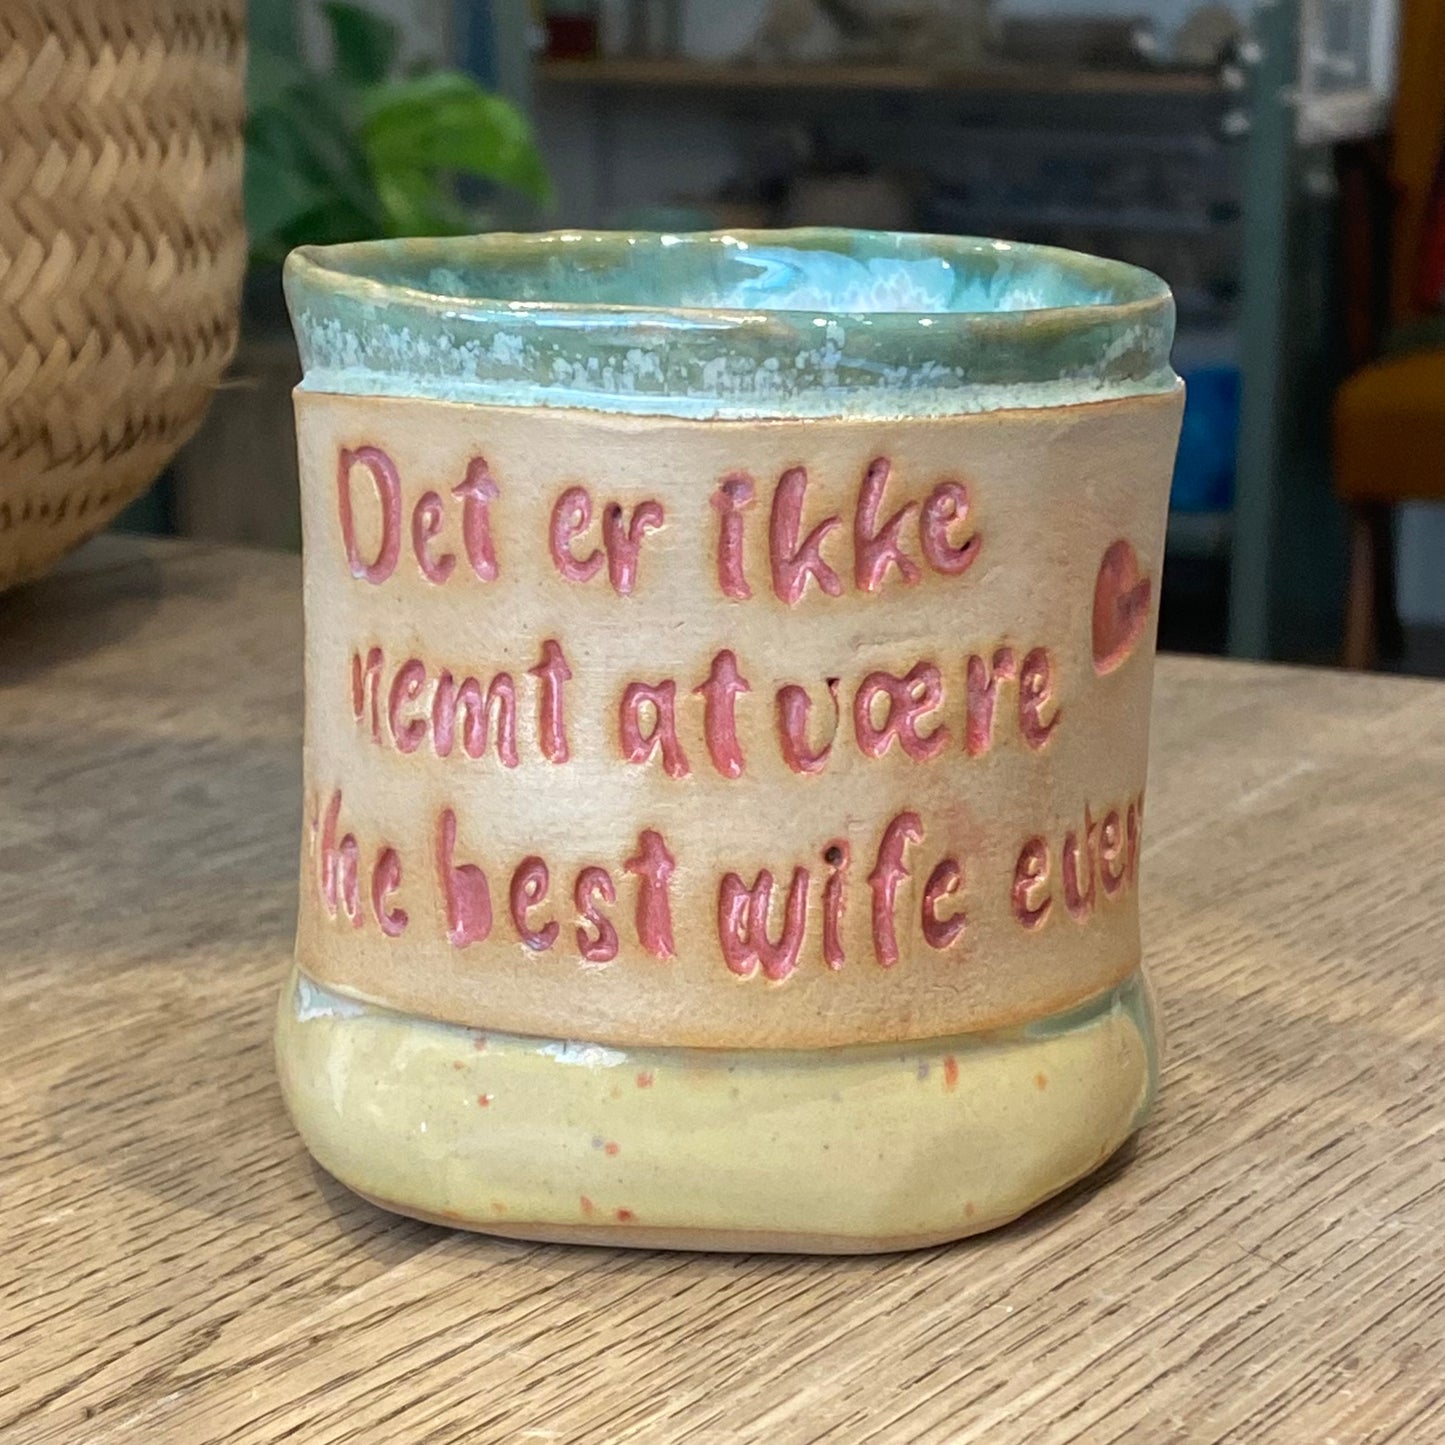 Det er ikke
nemt at være
the best wife ever